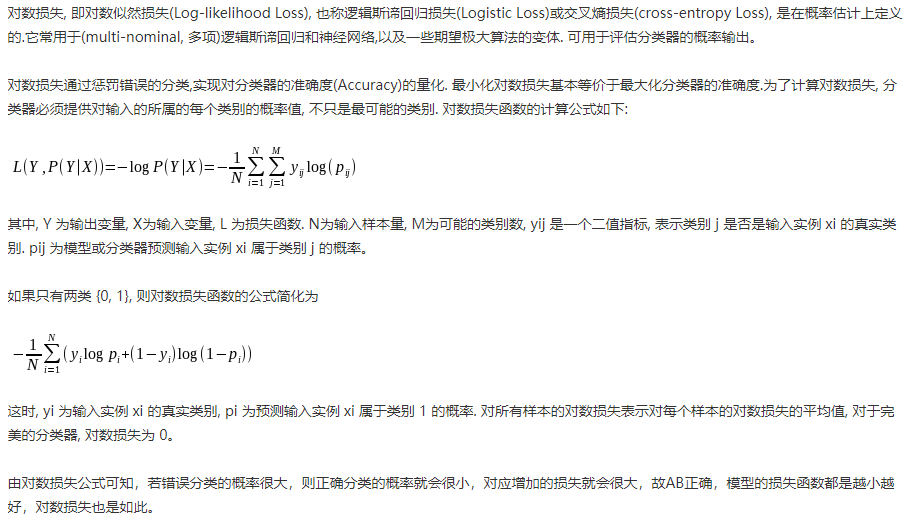 对数损失, 即对数似然损失(Log-likelihood Loss), 也称逻辑斯谛回归损失(Logistic Loss)或交叉熵损失(cross-entropy Loss), 是在概率估计上定义
的.它常用于(multi-nominal, 多项)逻辑斯谛回归和神经网络,以及一些期望极大算法的变体. 可用于评估分类器的概率输出。
对数损失通过惩罚错误的分类,实现对分类器的准确度(Accuracy)的量化. 最小化对数损失基本等价于最大化分类器的准确度.为了计算对数损失, 分
类器必须提供对输入的所属的每个类别的概率值, 不只是最可能的类别. 对数损失函数的计算公式如下:
L(Y ,P(Y|X))=−log P(Y|X)=−\frac{1}{N}\sum_{i=1}^{N}\sum_{j=1}^{M} y_{ij} log(p_{ij})
其中, Y 为输出变量, X为输入变量, L 为损失函数. N为输入样本量, M为可能的类别数, yij 是一个二值指标, 表示类别 j 是否是输入实例 xi 的真实类
别. pij 为模型或分类器预测输入实例 xi 属于类别 j 的概率。
如果只有两类 {0, 1}, 则对数损失函数的公式简化为
−\frac{1}{N}\sum_{i=1}^{N}(y_i log p_i+(1−y_i)log(1−p_i))
这时, yi 为输入实例 xi 的真实类别, pi 为预测输入实例 xi 属于类别 1 的概率. 对所有样本的对数损失表示对每个样本的对数损失的平均值, 对于完
美的分类器, 对数损失为 0。
由对数损失公式可知，若错误分类的概率很大，则正确分类的概率就会很小，对应增加的损失就会很大，故AB正确，模型的损失函数都是越小越
好，对数损失也是如此。